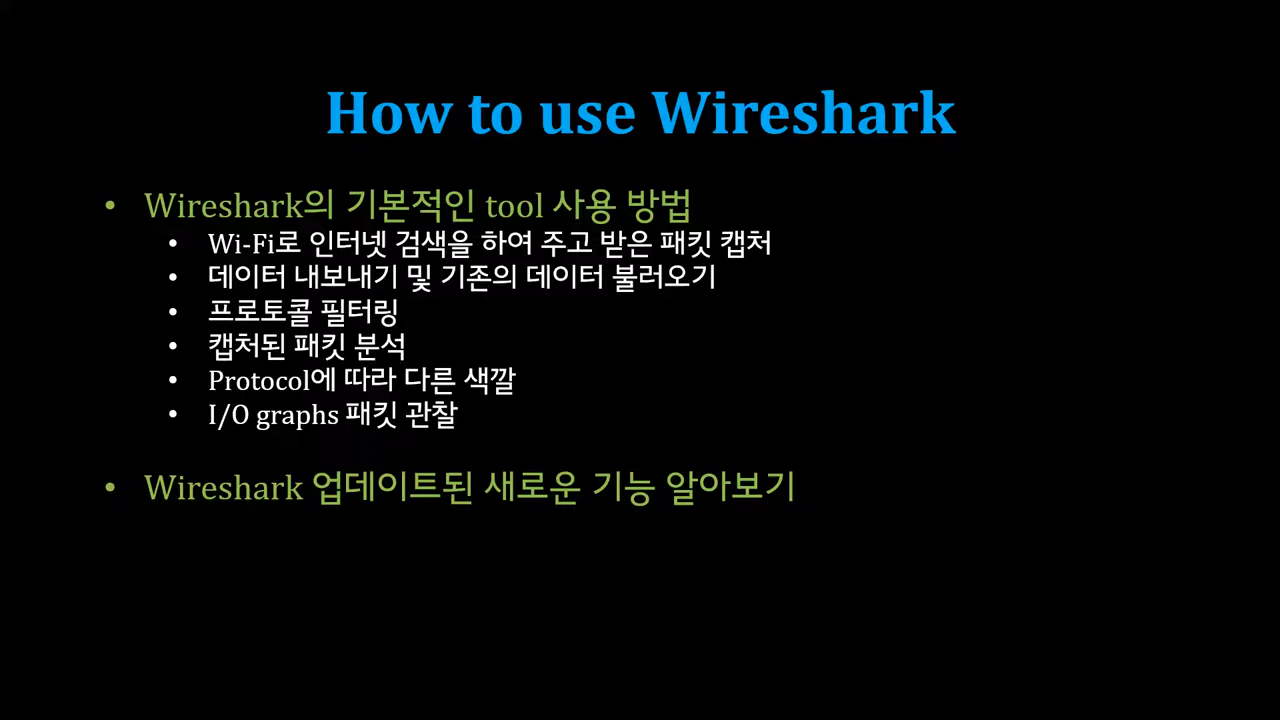 How to use Wireshark
• Wireshark의 기본적인 tool 사용 방법
• Wi-Fi로 인터넷 검색을 하여 주고 받은 패킷 캡처
• 데이터 내보내기 및 기존의 데이터 불러오기
• 프로토콜 필터링
• 캡처된 패킷 분석
• Protocol에 따라 다른 색깔
• I/O graphs 패킷 관찰
• Wireshark 업데이트된 새로운 기능 알아보기